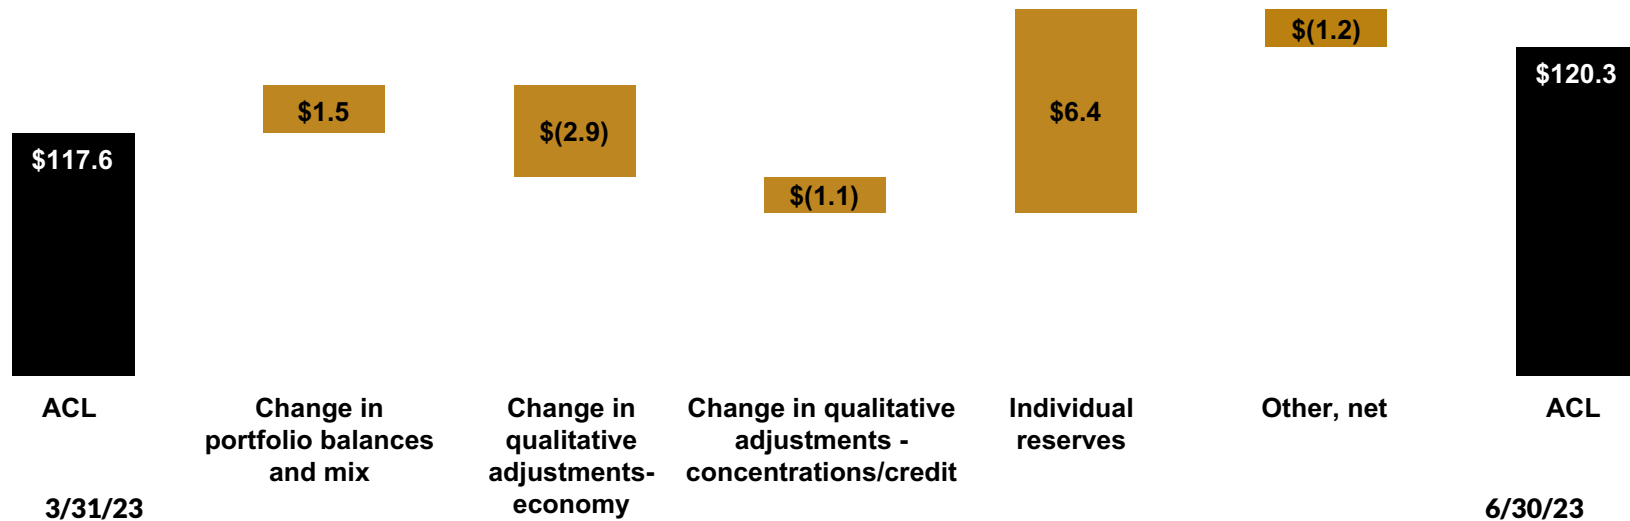 $117.6
$1.5
$(2.9)
$(1.1)
$6.4
$(1.2)
$120.3
ACL
3/31/23
Change in
portfolio balances
and mix
Change in
qualitative
adjustments-
economy
Change in qualitative
adjustments -
concentrations/credit
Individual
reserves
Other, net
ACL
6/30/23